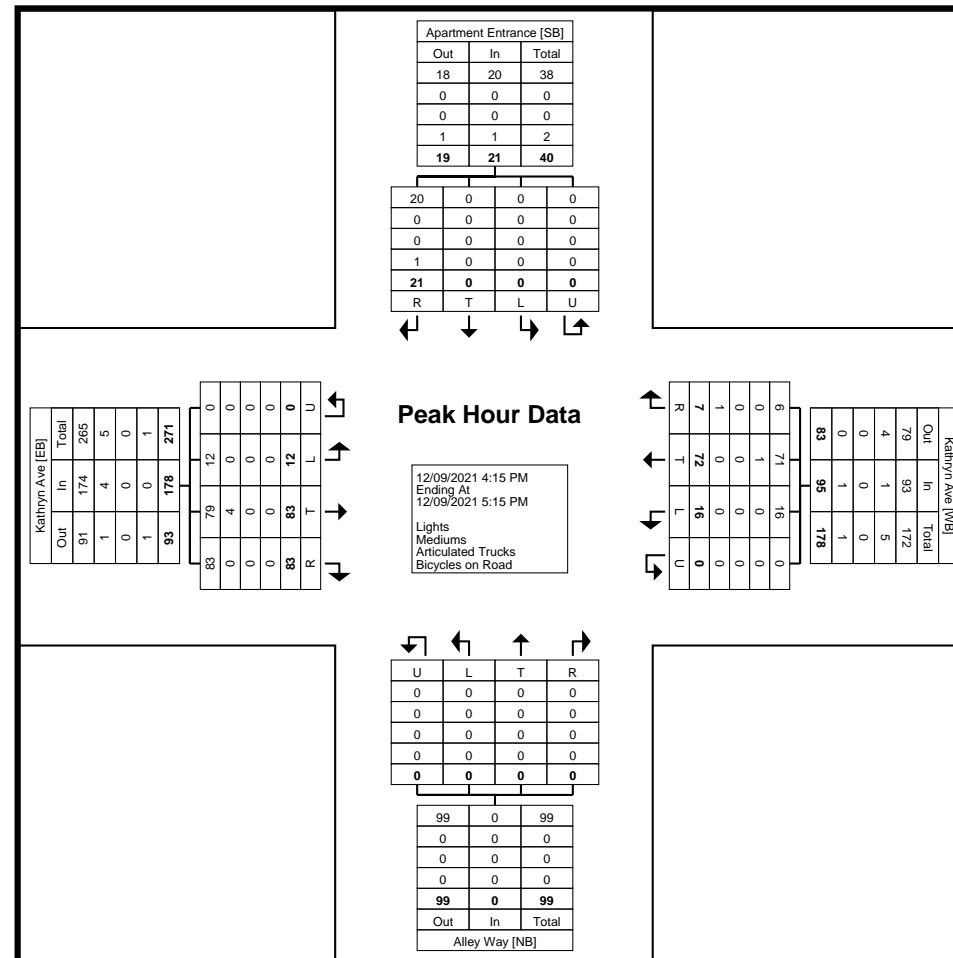 Apartment Entrance [SB]
Out In Total
18 20 38
0 0 0
0 0 0
1 1 2
19 21 40
20 0 0 0
0 0 0 0
0 0 0 0
1 0 0 0
21 0 0 0
R T L U
Kathryn Ave [EB]
Out In Total
91 174 265
1 4 5
0 0 0
1 0 1
93 178 271
83 79 12 0
0 4 0 0
0 0 0 0
0 0 0 0
83 83 12 0
R T L U
Peak Hour Data
12/09/2021 4:15 PM
Ending At
12/09/2021 5:15 PM
Lights
Mediums
Articulated Trucks
Bicycles on Road
Kathryn Ave [WB]
Out In Total
79 93 172
4 1 5
0 0 0
0 1 1
83 95 178
6 71 16 0
0 1 0 0
0 0 0 0
1 0 0 0
7 72 16 0
R T L U
U L T R
0 0 0 0
0 0 0 0
0 0 0 0
0 0 0 0
0 0 0 0
99 0 99
0 0 0
0 0 0
0 0 0
99 0 99
Out In Total
Alley Way [NB]